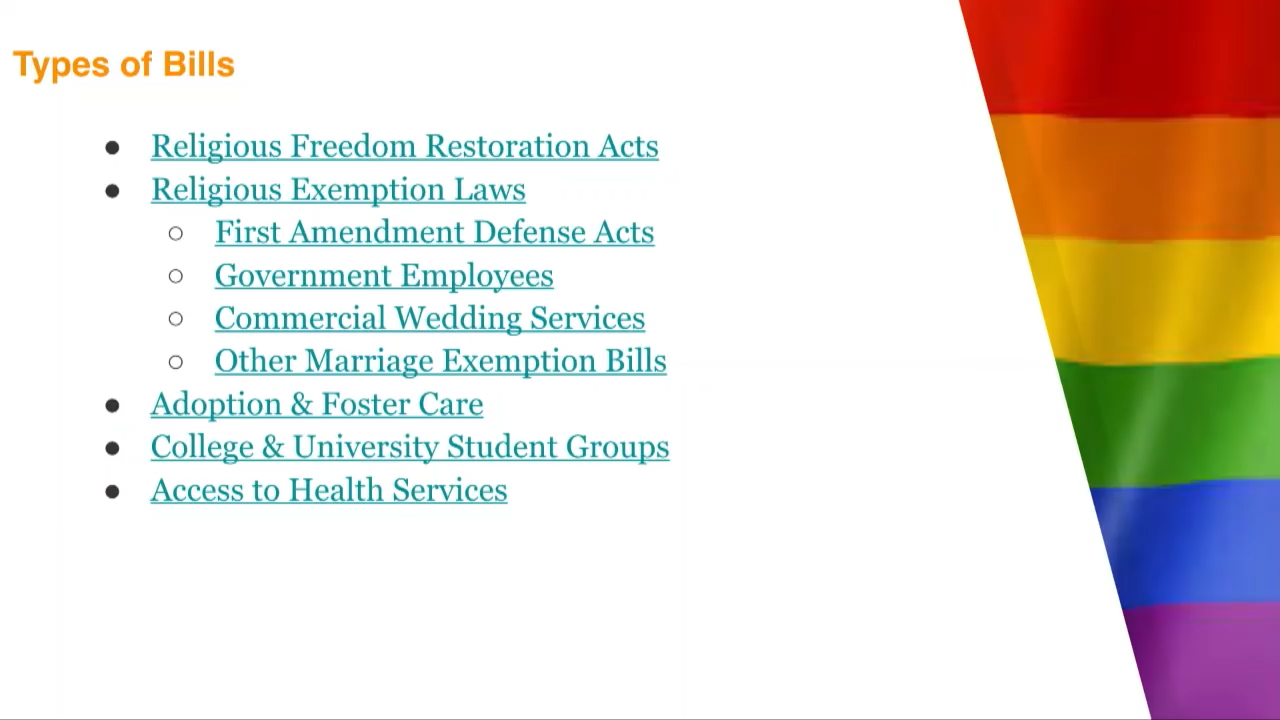 Types of Bills
● Religious Freedom Restoration Acts
● Religious Exemption Laws
○ First Amendment Defense Acts
○ Government Employees
○ Commercial Wedding Services
○ Other Marriage Exemption Bills
● Adoption & Foster Care
● College & University Student Groups
● Access to Health Services